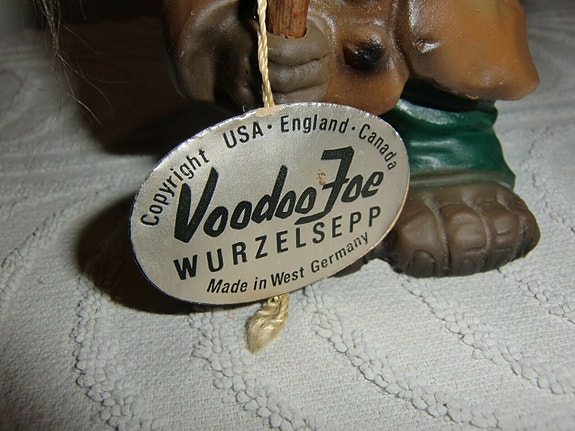 Copyright USA · England · Canada
Voodoo Joe
WURZELSEPP
Made in West Germany